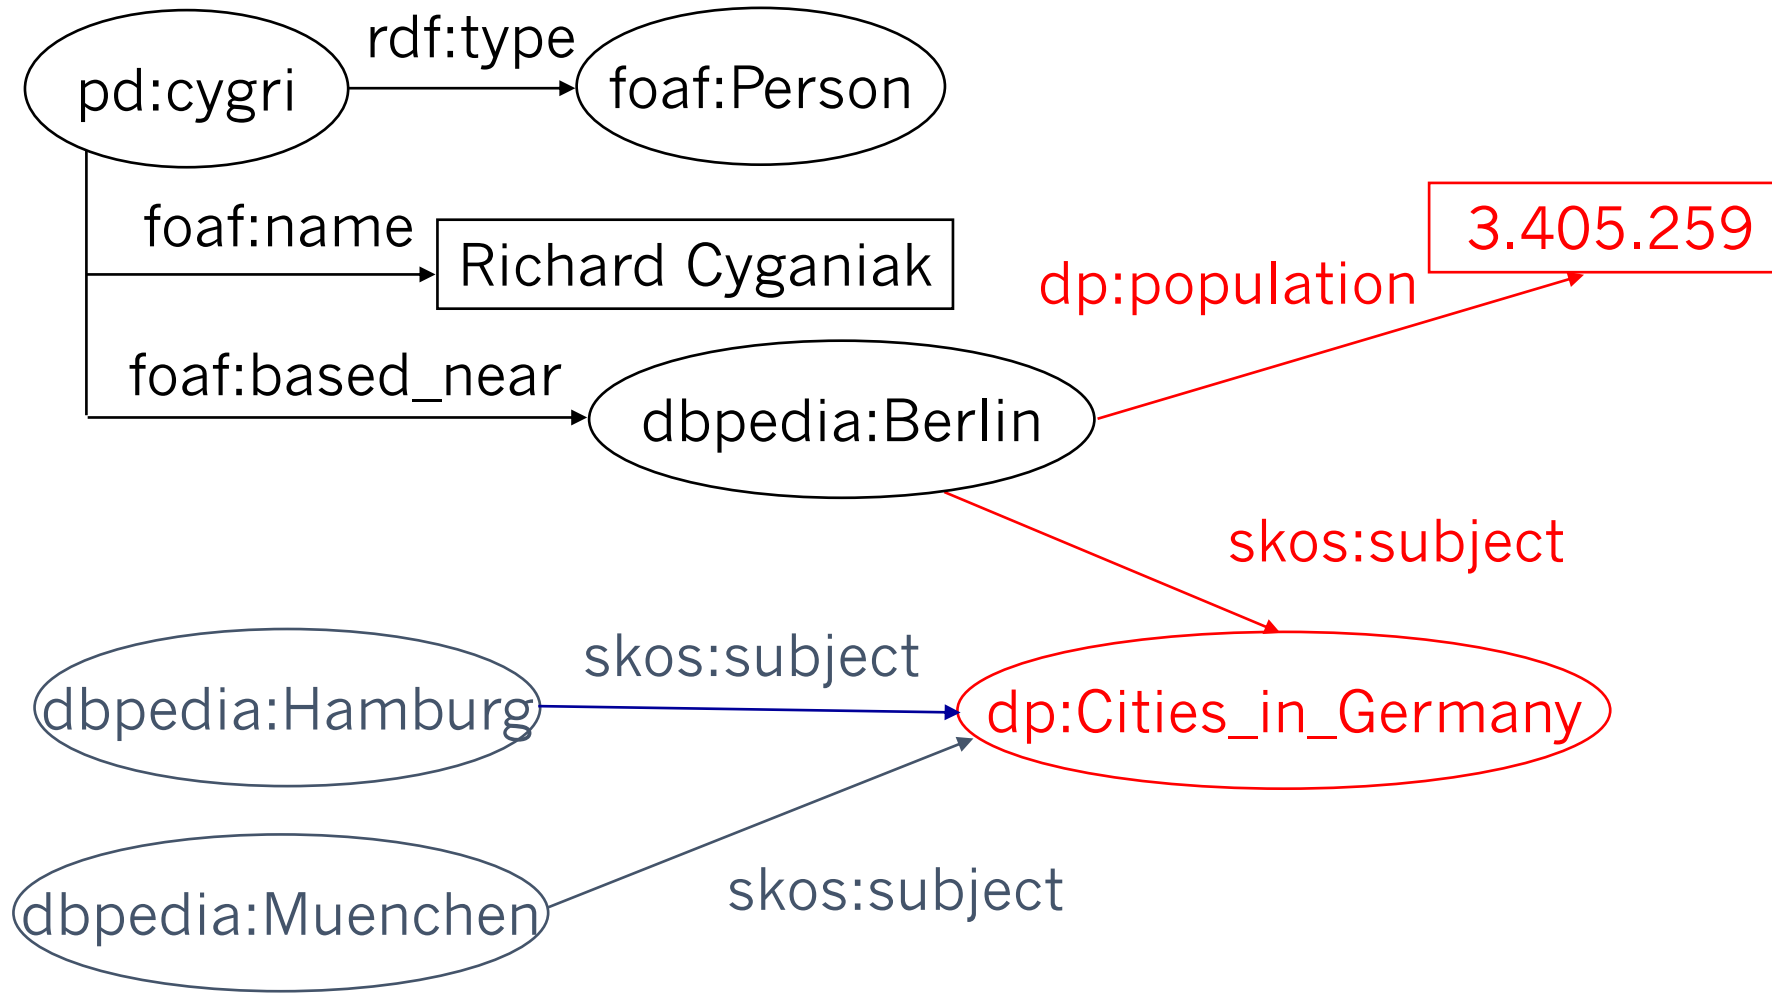 rdf:type
pd:cygri
foaf:Person
foaf:name
Richard Cyganiak
3.405.259
dp:population
foaf:based_near
dbpedia:Berlin
skos:subject
skos:subject
dbpedia:Hamburg
dp:Cities_in_Germany
skos:subject
dbpedia:Muenchen